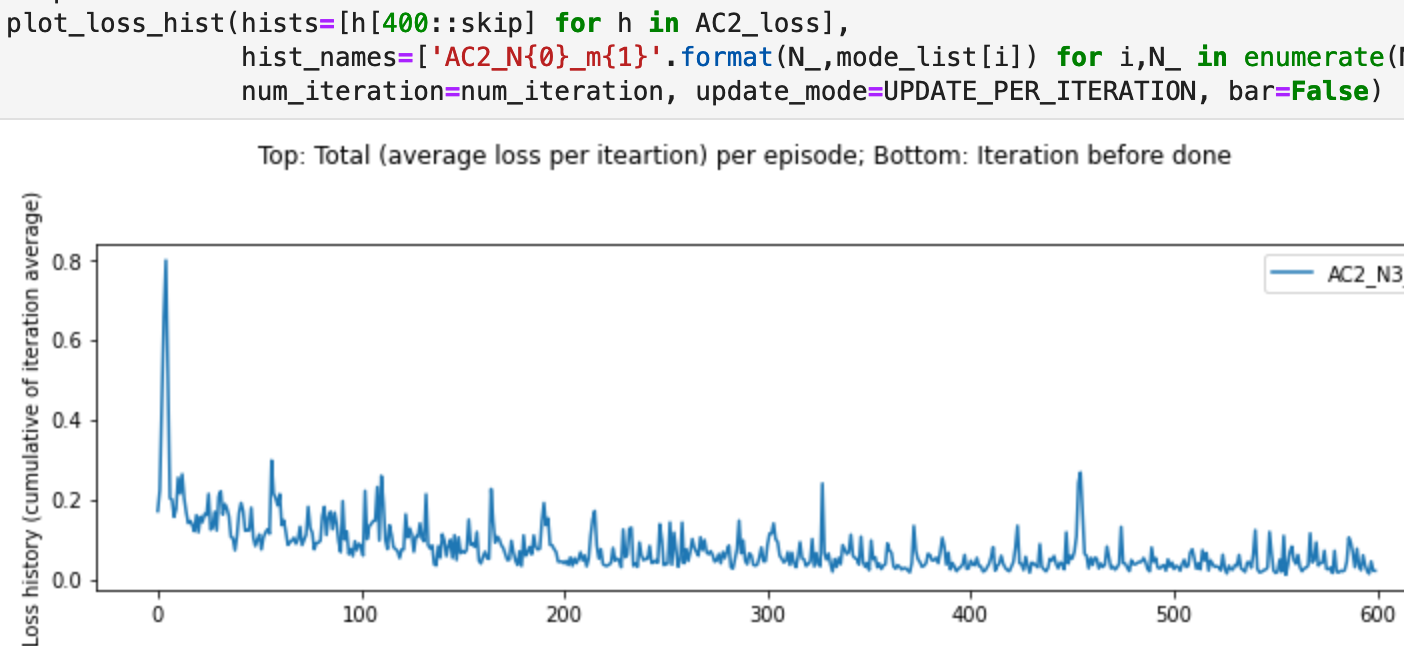 plot_loss_hist(hists=[h[400::skip] for h in AC2_loss],
hist_names=['AC2_N{0}_m{1}'.format(N_,mode_list[i]) for i,N_ in enumerate(
num_iteration=num_iteration, update_mode=UPDATE_PER_ITERATION, bar=False)
Top: Total (average loss per iteartion) per episode; Bottom: Iteration before done
Loss history (cumulative of iteration average)
0.8
0.6
0.4
0.2
0.0
AC2_N3_
0
100
200
300
400
500
600